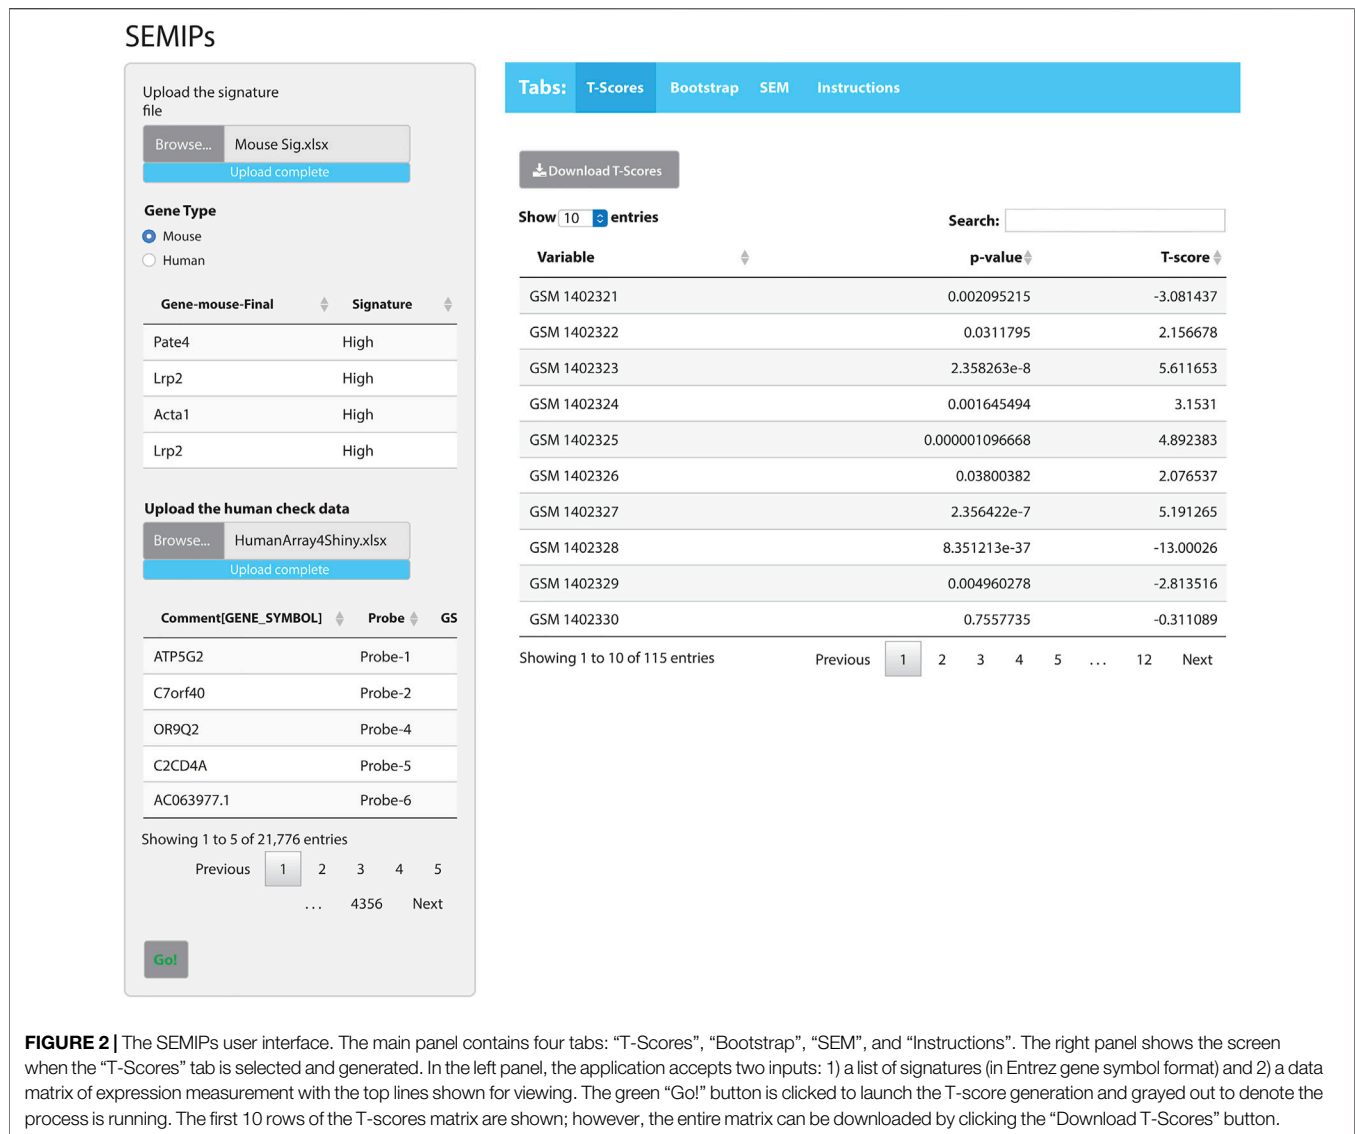 SEMIPs
Upload the signature
file
Browse... Mouse Sig.xlsx
Upload complete
Gene Type
Mouse
Human
Gene-mouse-Final Signature
Pate4 High
Lrp2 High
Acta1 High
Lrp2 High
Upload the human check data
Browse... HumanArray4Shiny.xlsx
Upload complete
Comment[GENE_SYMBOL] Probe GS
ATP5G2 Probe-1
C7orf40 Probe-2
OR9Q2 Probe-4
C2CD4A Probe-5
AC063977.1 Probe-6
Showing 1 to 5 of 21,776 entries
Previous 1 2 3 4 5
... 4356 Next
Go!
Tabs: T-Scores Bootstrap SEM Instructions
Download T-Scores
Show 10 entries
Search:
Variable p-value T-score
GSM 1402321 0.002095215 -3.081437
GSM 1402322 0.0311795 2.156678
GSM 1402323 2.358263e-8 5.611653
GSM 1402324 0.001645494 3.1531
GSM 1402325 0.000001096668 4.892383
GSM 1402326 0.03800382 2.076537
GSM 1402327 2.356422e-7 5.191265
GSM 1402328 8.351213e-37 -13.00026
GSM 1402329 0.004960278 -2.813516
GSM 1402330 0.7557735 -0.311089
Showing 1 to 10 of 115 entries
Previous 1 2 3 4 5 ... 12 Next
FIGURE 2 | The SEMIPs user interface. The main panel contains four tabs: “T-Scores”, “Bootstrap”, “SEM”, and “Instructions”. The right panel shows the screen
when the “T-Scores” tab is selected and generated. In the left panel, the application accepts two inputs: 1) a list of signatures (in Entrez gene symbol format) and 2) a data
matrix of expression measurement with the top lines shown for viewing. The green “Go!” button is clicked to launch the T-score generation and grayed out to denote the
process is running. The first 10 rows of the T-scores matrix are shown; however, the entire matrix can be downloaded by clicking the “Download T-Scores” button.